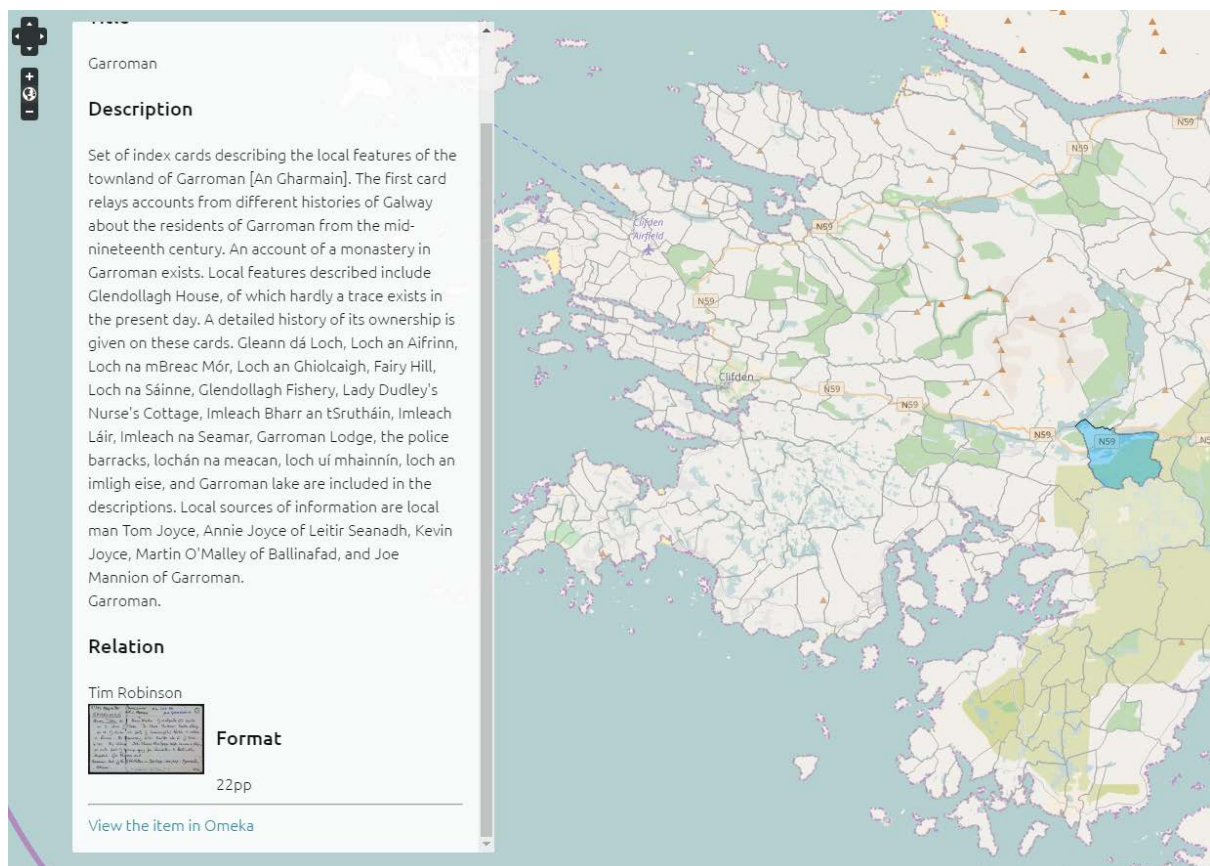 Title
Garroman
Description
Set of index cards describing the local features of the
townland of Garroman [An Gharmain]. The first card
relays accounts from different histories of Galway
about the residents of Garroman from the mid-
nineteenth century. An account of a monastery in
Garroman exists. Local features described include
Glendollagh House, of which hardly a trace exists in
the present day. A detailed history of its ownership is
given on these cards. Gleann dá Loch, Loch an Aifrinn,
Loch na mBreac Mór, Loch an Ghiolcaigh, Fairy Hill,
Loch na Sáinne, Glendollagh Fishery, Lady Dudley's
Nurse's Cottage, Imleach Bharr an tSrutháin, Imleach
Láir, Imleach na Seamar, Garroman Lodge, the police
barracks, lochán na meacan, loch uí mhainnín, loch an
imligh eise, and Garroman lake are included in the
descriptions. Local sources of information are local
man Tom Joyce, Annie Joyce of Leitir Seanadh, Kevin
Joyce, Martin O'Malley of Ballinafad, and Joe
Mannion of Garroman.
Garroman.
Relation
Tim Robinson
Format
22pp
View the item in Omeka
N59
N59
Clifden
Airfield
N59
N59
Clifden
N59
N59
N59
N59